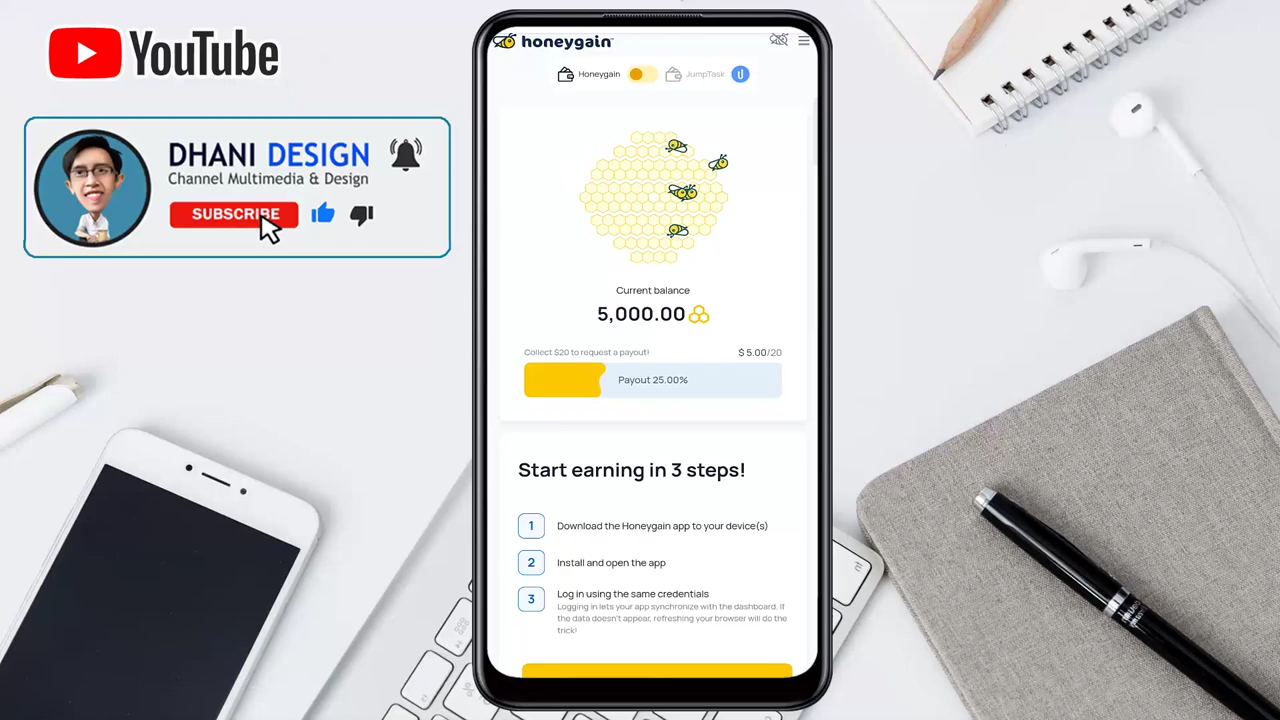 YouTube
DHANI DESIGN
Channel Multimedia & Design
SUBSCRIBE
honeygain
Honeygain
JumpTask
Current balance
5,000.00
Collect $20 to request a payout!
$ 5.00/20
Payout 25.00%
Start earning in 3 steps!
1
Download the Honeygain app to your device(s)
2
Install and open the app
3
Log in using the same credentials
Logging in lets your app synchronize with the dashboard. If
the data doesn't appear, refreshing your browser will do the
trick!